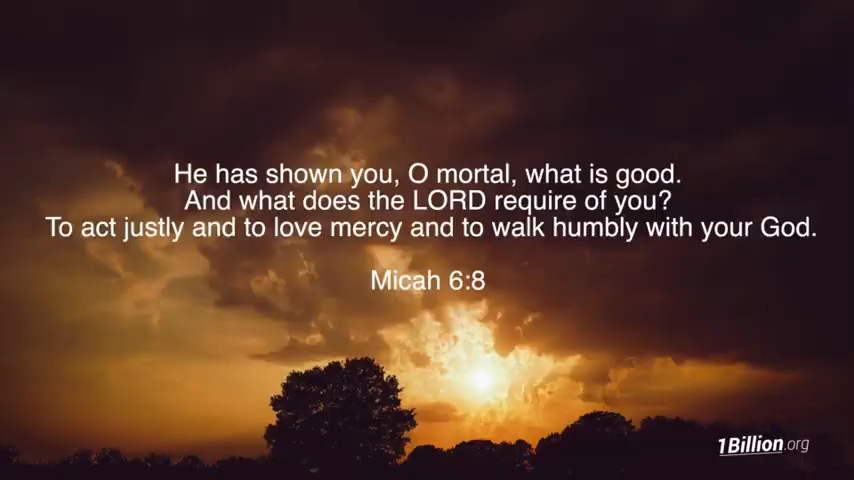 He has shown you, O mortal, what is good.
And what does the LORD require of you?
To act justly and to love mercy and to walk humbly with your God.
Micah 6:8
1Billion.org